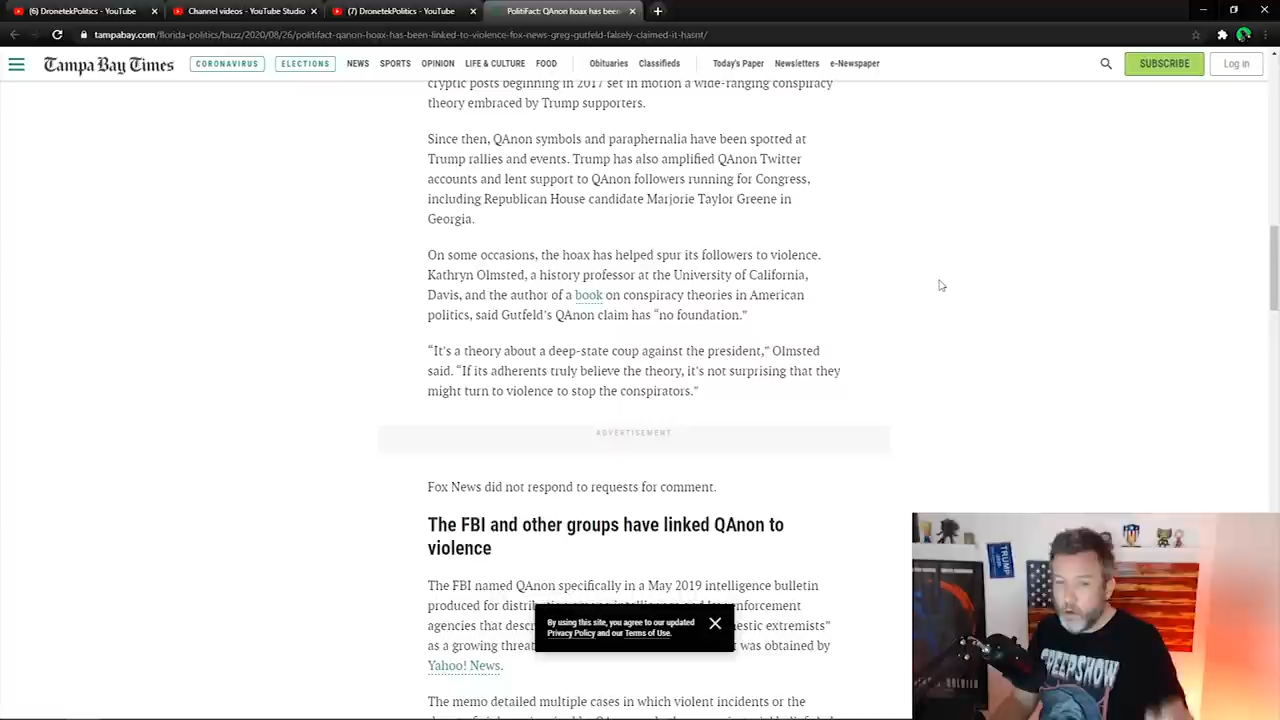 (6) DronetekPolitics - YouTube
Channel videos - YouTube Studio
(7) DronetekPolitics - YouTube
PolitiFact: QAnon hoax has been
tampabay.com/florida-politics/buzz/2020/08/26/politifact-qanon-hoax-has-been-linked-to-violence-fox-news-greg-gutfeld-falsely-claimed-it-hasnt/
Tampa Bay Times
CORONAVIRUS
ELECTIONS
NEWS
SPORTS
OPINION
LIFE & CULTURE
FOOD
Obituaries
Classifieds
Today's Paper
Newsletters
e-Newspaper
SUBSCRIBE
Log in
cryptic posts beginning in 2017 set in motion a wide-ranging conspiracy
theory embraced by Trump supporters.
Since then, QAnon symbols and paraphernalia have been spotted at
Trump rallies and events. Trump has also amplified QAnon Twitter
accounts and lent support to QAnon followers running for Congress,
including Republican House candidate Marjorie Taylor Greene in
Georgia.
On some occasions, the hoax has helped spur its followers to violence.
Kathryn Olmsted, a history professor at the University of California,
Davis, and the author of a book on conspiracy theories in American
politics, said Gutfeld's QAnon claim has “no foundation.”
“It's a theory about a deep-state coup against the president,” Olmsted
said. “If its adherents truly believe the theory, it's not surprising that they
might turn to violence to stop the conspirators.”
ADVERTISEMENT
Fox News did not respond to requests for comment.
The FBI and other groups have linked QAnon to
violence
The FBI named QAnon specifically in a May 2019 intelligence bulletin
produced for
enforcement
agencies that
extremists”
as a growing
was obtained by
Yahoo! News.
The memo detailed multiple cases in which violent incidents or the
By using this site, you agree to our updated
Privacy Policy and our Terms of Use.
TRUMP
CREEPSHOW